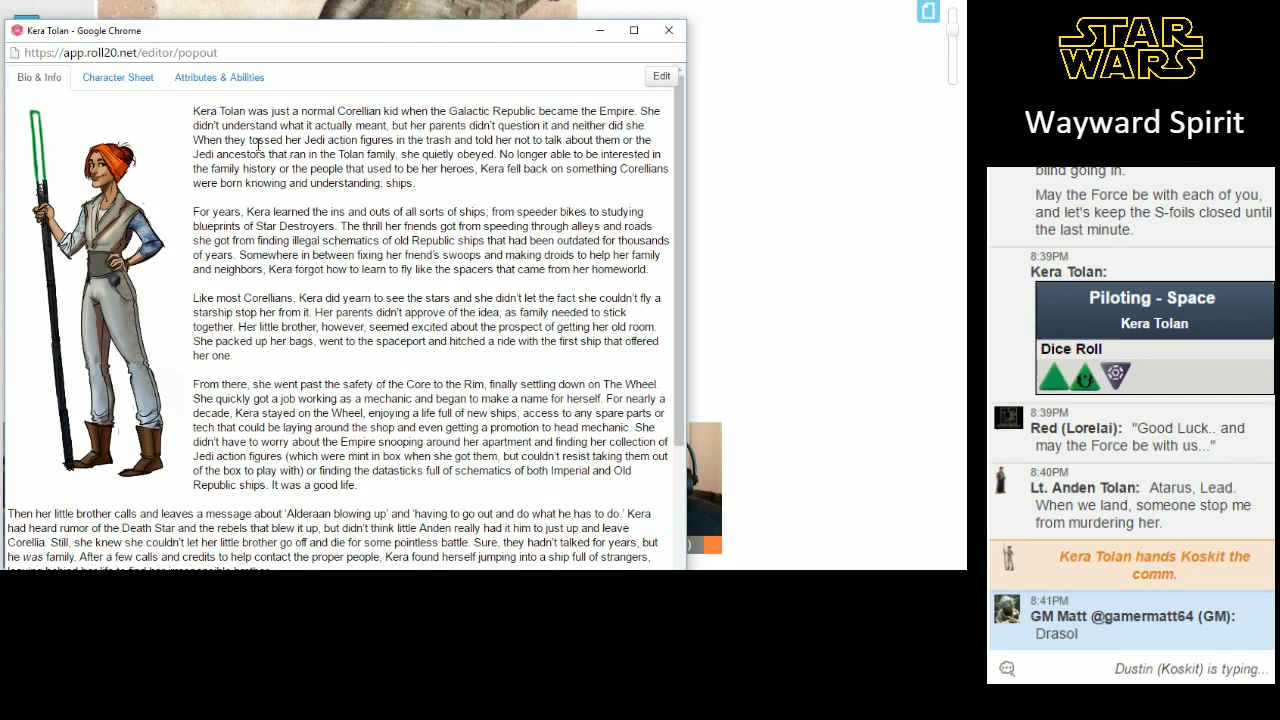 Kera Tolan - Google Chrome
https://app.roll20.net/editor/popout
Bio & Info
Character Sheet
Attributes & Abilities
Edit
Kera Tolan was just a normal Corellian kid when the Galactic Republic became the Empire. She
didn't understand what it actually meant, but her parents didn't question it and neither did she.
When they tossed her Jedi action figures in the trash and told her not to talk about them or the
Jedi ancestors that ran in the Tolan family, she quietly obeyed. No longer able to be interested in
the family history or the people that used to be her heroes, Kera fell back on something Corellians
were born knowing and understanding; ships.
For years, Kera learned the ins and outs of all sorts of ships; from speeder bikes to studying
blueprints of Star Destroyers. The thrill her friends got from speeding through alleys and roads
she got from finding illegal schematics of old Republic ships that had been outdated for thousands
of years. Somewhere in between fixing her friend's swoops and making droids to help her family
and neighbors, Kera forgot how to learn to fly like the spacers that came from her homeworld.
Like most Corellians, Kera did yearn to see the stars and she didn't let the fact she couldn't fly a
starship stop her from it. Her parents didn't approve of the idea, as family needed to stick
together. Her little brother, however, seemed excited about the prospect of getting her old room.
She packed up her bags, went to the spaceport and hitched a ride with the first ship that offered
her one.
From there, she went past the safety of the Core to the Rim, finally settling down on The Wheel.
She quickly got a job working as a mechanic and began to make a name for herself. For nearly a
decade, Kera stayed on the Wheel, enjoying a life full of new ships, access to any spare parts or
tech that could be laying around the shop and even getting a promotion to head mechanic. She
didn't have to worry about the Empire snooping around her apartment and finding her collection of
Jedi action figures (which were mint in box when she got them, but couldn't resist taking them out
of the box to play with) or finding the datasticks full of schematics of both Imperial and Old
Republic ships. It was a good life.
Then her little brother calls and leaves a message about 'Alderaan blowing up' and 'having to go out and do what he has to do.' Kera
had heard rumor of the Death Star and the rebels that blew it up, but didn't think little Anden really had it him to just up and leave
Corellia. Still, she knew she couldn't let her little brother go off and die for some pointless battle. Sure, they hadn't talked for years, but
he was family. After a few calls and credits to help contact the proper people, Kera found herself jumping into a ship full of strangers,
leaving behind her life to find her irresponsible brother.
STAR
WARS
Wayward Spirit
blind going in.
May the Force be with each of you,
and let's keep the S-foils closed until
the last minute.
8:39PM
Kera Tolan:
Piloting - Space
Kera Tolan
Dice Roll
8:39PM
Red (Lorelai): "Good Luck.. and
may the Force be with us..."
8:40PM
Lt. Anden Tolan: Atarus, Lead.
When we land, someone stop me
from murdering her.
Kera Tolan hands Koskit the
comm.
8:41PM
GM Matt @gamermatt64 (GM):
Drasol
Dustin (Koskit) is typing...